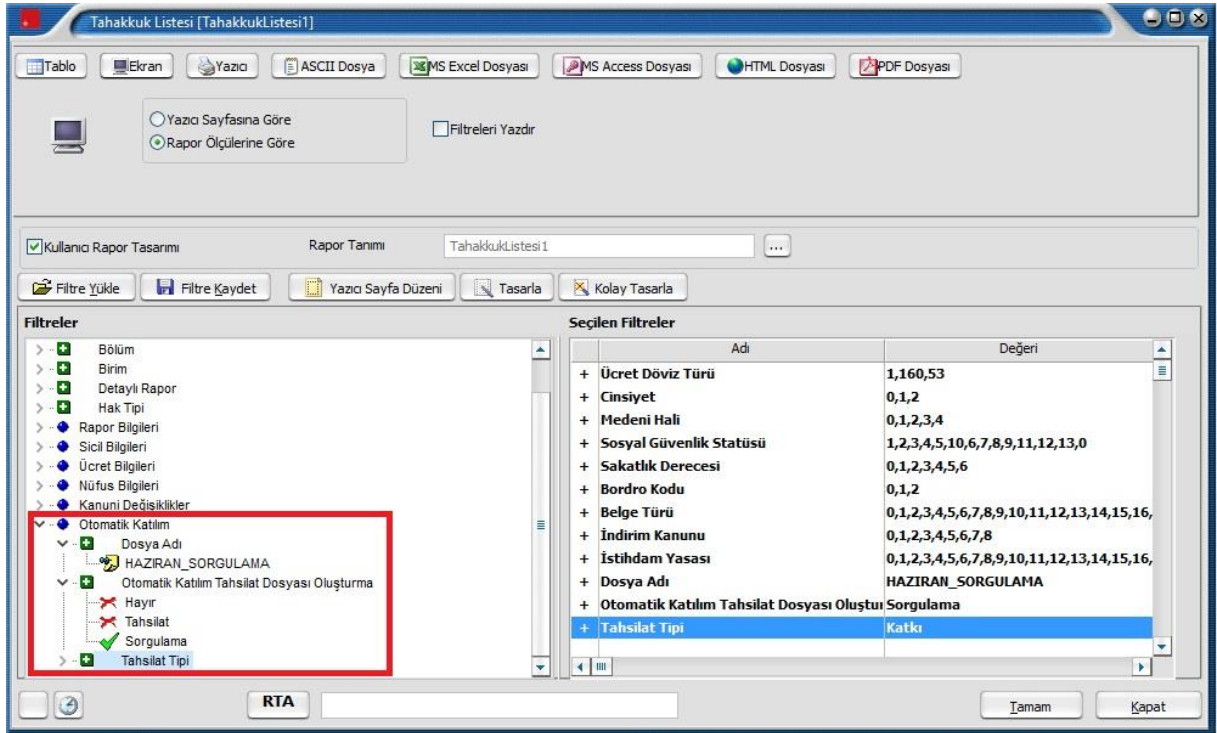 Tahakkuk Listesi [TahakkukListesi1]
Tablo Ekran Yazıcı ASCII Dosya MS Excel Dosyası MS Access Dosyası HTML Dosyası PDF Dosyası
Yazıcı Sayfasına Göre
Rapor Ölçülerine Göre
Filtreleri Yazdır
Kullanıcı Rapor Tasarımı Rapor Tanımı TahakkukListesi1 ...
Filtre Yükle Filtre Kaydet Yazıcı Sayfa Düzeni Tasarla Kolay Tasarla
Filtreler
Bölüm
Birim
Detaylı Rapor
Hak Tipi
Rapor Bilgileri
Sicil Bilgileri
Ücret Bilgileri
Nüfus Bilgileri
Kanuni Değişiklikler
Otomatik Katılım
Dosya Adı
HAZIRAN_SORGULAMA
Otomatik Katılım Tahsilat Dosyası Oluşturma
Hayır
Tahsilat
Sorgulama
Tahsilat Tipi
Seçilen Filtreler
Adı Değeri
+ Ücret Döviz Türü 1,160,53
+ Cinsiyet 0,1,2
+ Medeni Hali 0,1,2,3,4
+ Sosyal Güvenlik Statüsü 1,2,3,4,5,10,6,7,8,9,11,12,13,0
+ Sakatlık Derecesi 0,1,2,3,4,5,6
+ Bordro Kodu 0,1,2
+ Belge Türü 0,1,2,3,4,5,6,7,8,9,10,11,12,13,14,15,16,
+ İndirim Kanunu 0,1,2,3,4,5,6,7,8
+ İstihdam Yasası 0,1,2,3,4,5,6,7,8,9,10,11,12,13,14,15,16,
+ Dosya Adı HAZIRAN_SORGULAMA
+ Otomatik Katılım Tahsilat Dosyası Oluştur Sorgulama
+ Tahsilat Tipi Katkı
RTA
Tamam Kapat